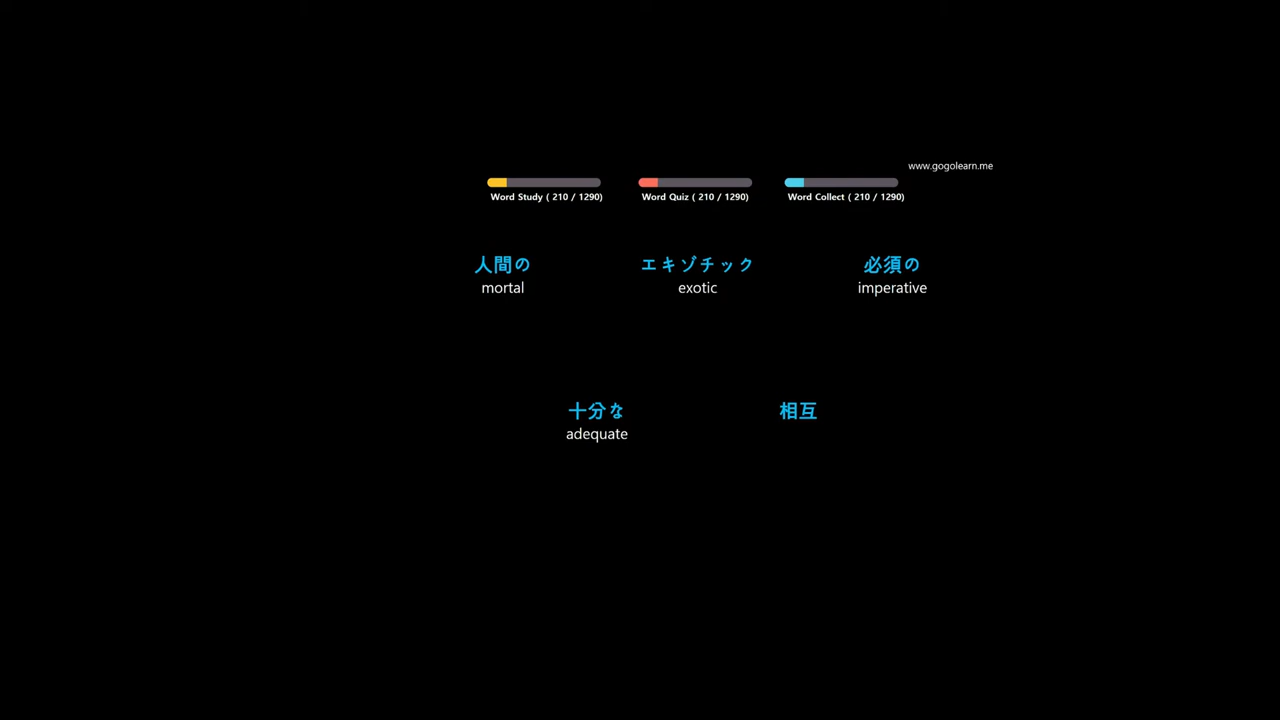 www.gogolearn.me
Word Study ( 210 / 1290)
Word Quiz ( 210 / 1290)
Word Collect ( 210 / 1290)
人間の
mortal
エキゾチック
exotic
必須の
imperative
十分な
adequate
相互